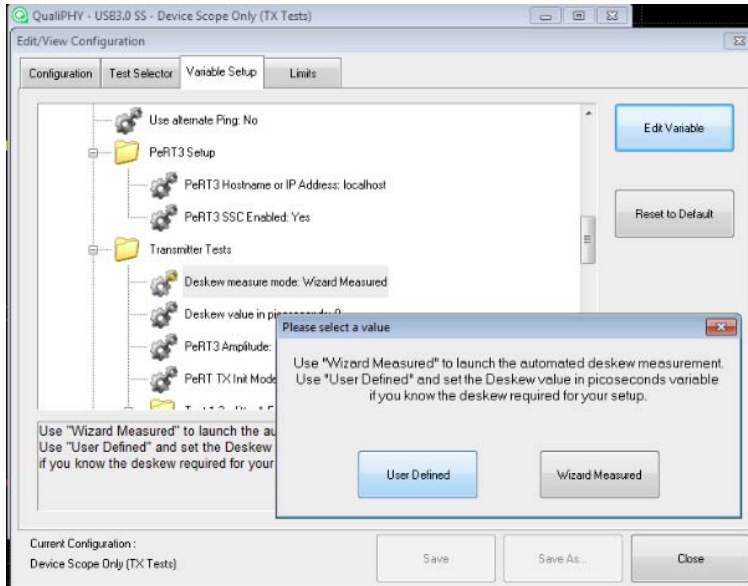 QualiPHY - USB3.0 SS - Device Scope Only (TX Tests)
Edit/View Configuration
Configuration
Test Selector
Variable Setup
Limits
Use alternate Ping: No
PeRT3 Setup
PeRT3 Hostname or IP Address: localhost
PeRT3 SSC Enabled: Yes
Transmitter Tests
Deskew measure mode: Wizard Measured
Deskew value in picoseconds: 0
PeRT3 Amplitude:
PeRT TX Init Mode
Edit Variable
Reset to Default
Please select a value
Use "Wizard Measured" to launch the automated deskew measurement.
Use "User Defined" and set the Deskew value in picoseconds variable
if you know the deskew required for your setup.
User Defined
Wizard Measured
Use "Wizard Measured" to launch the au
Use "User Defined" and set the Deskew
if you know the deskew required for your
Current Configuration :
Device Scope Only (TX Tests)
Save
Save As...
Close